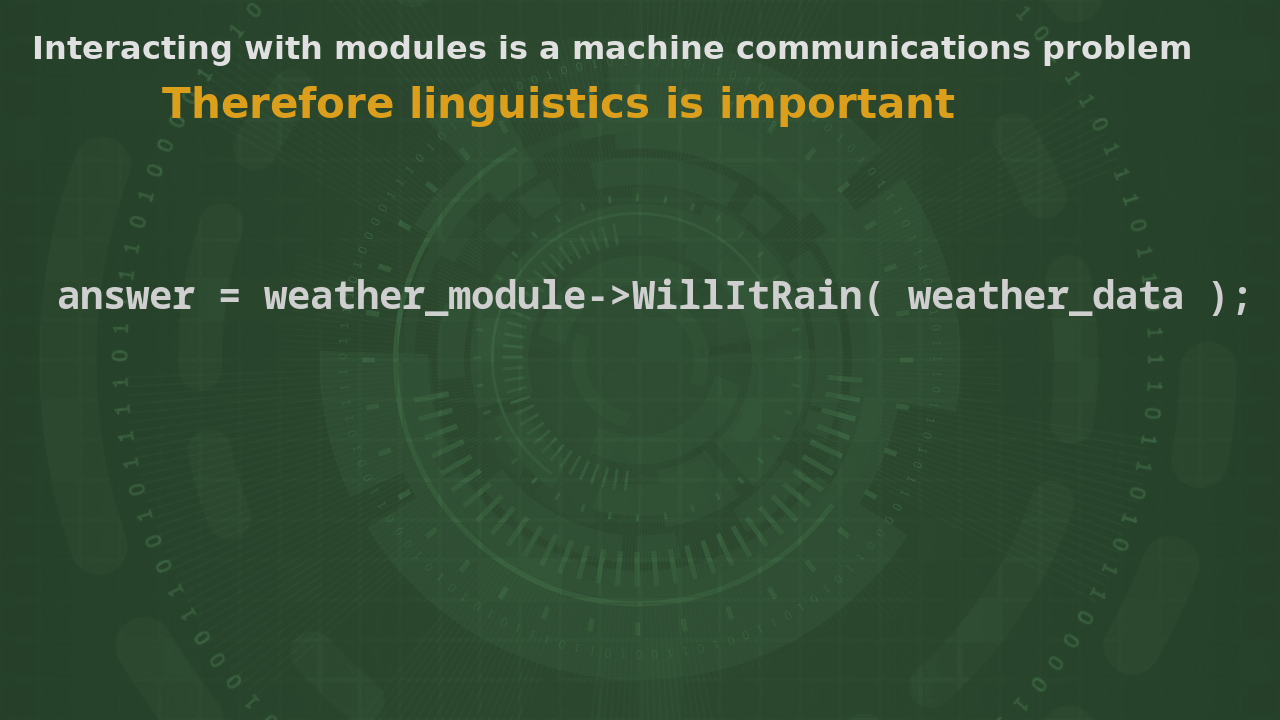 Interacting with modules is a machine communications problem
Therefore linguistics is important
answer = weather_module->WillItRain( weather_data );